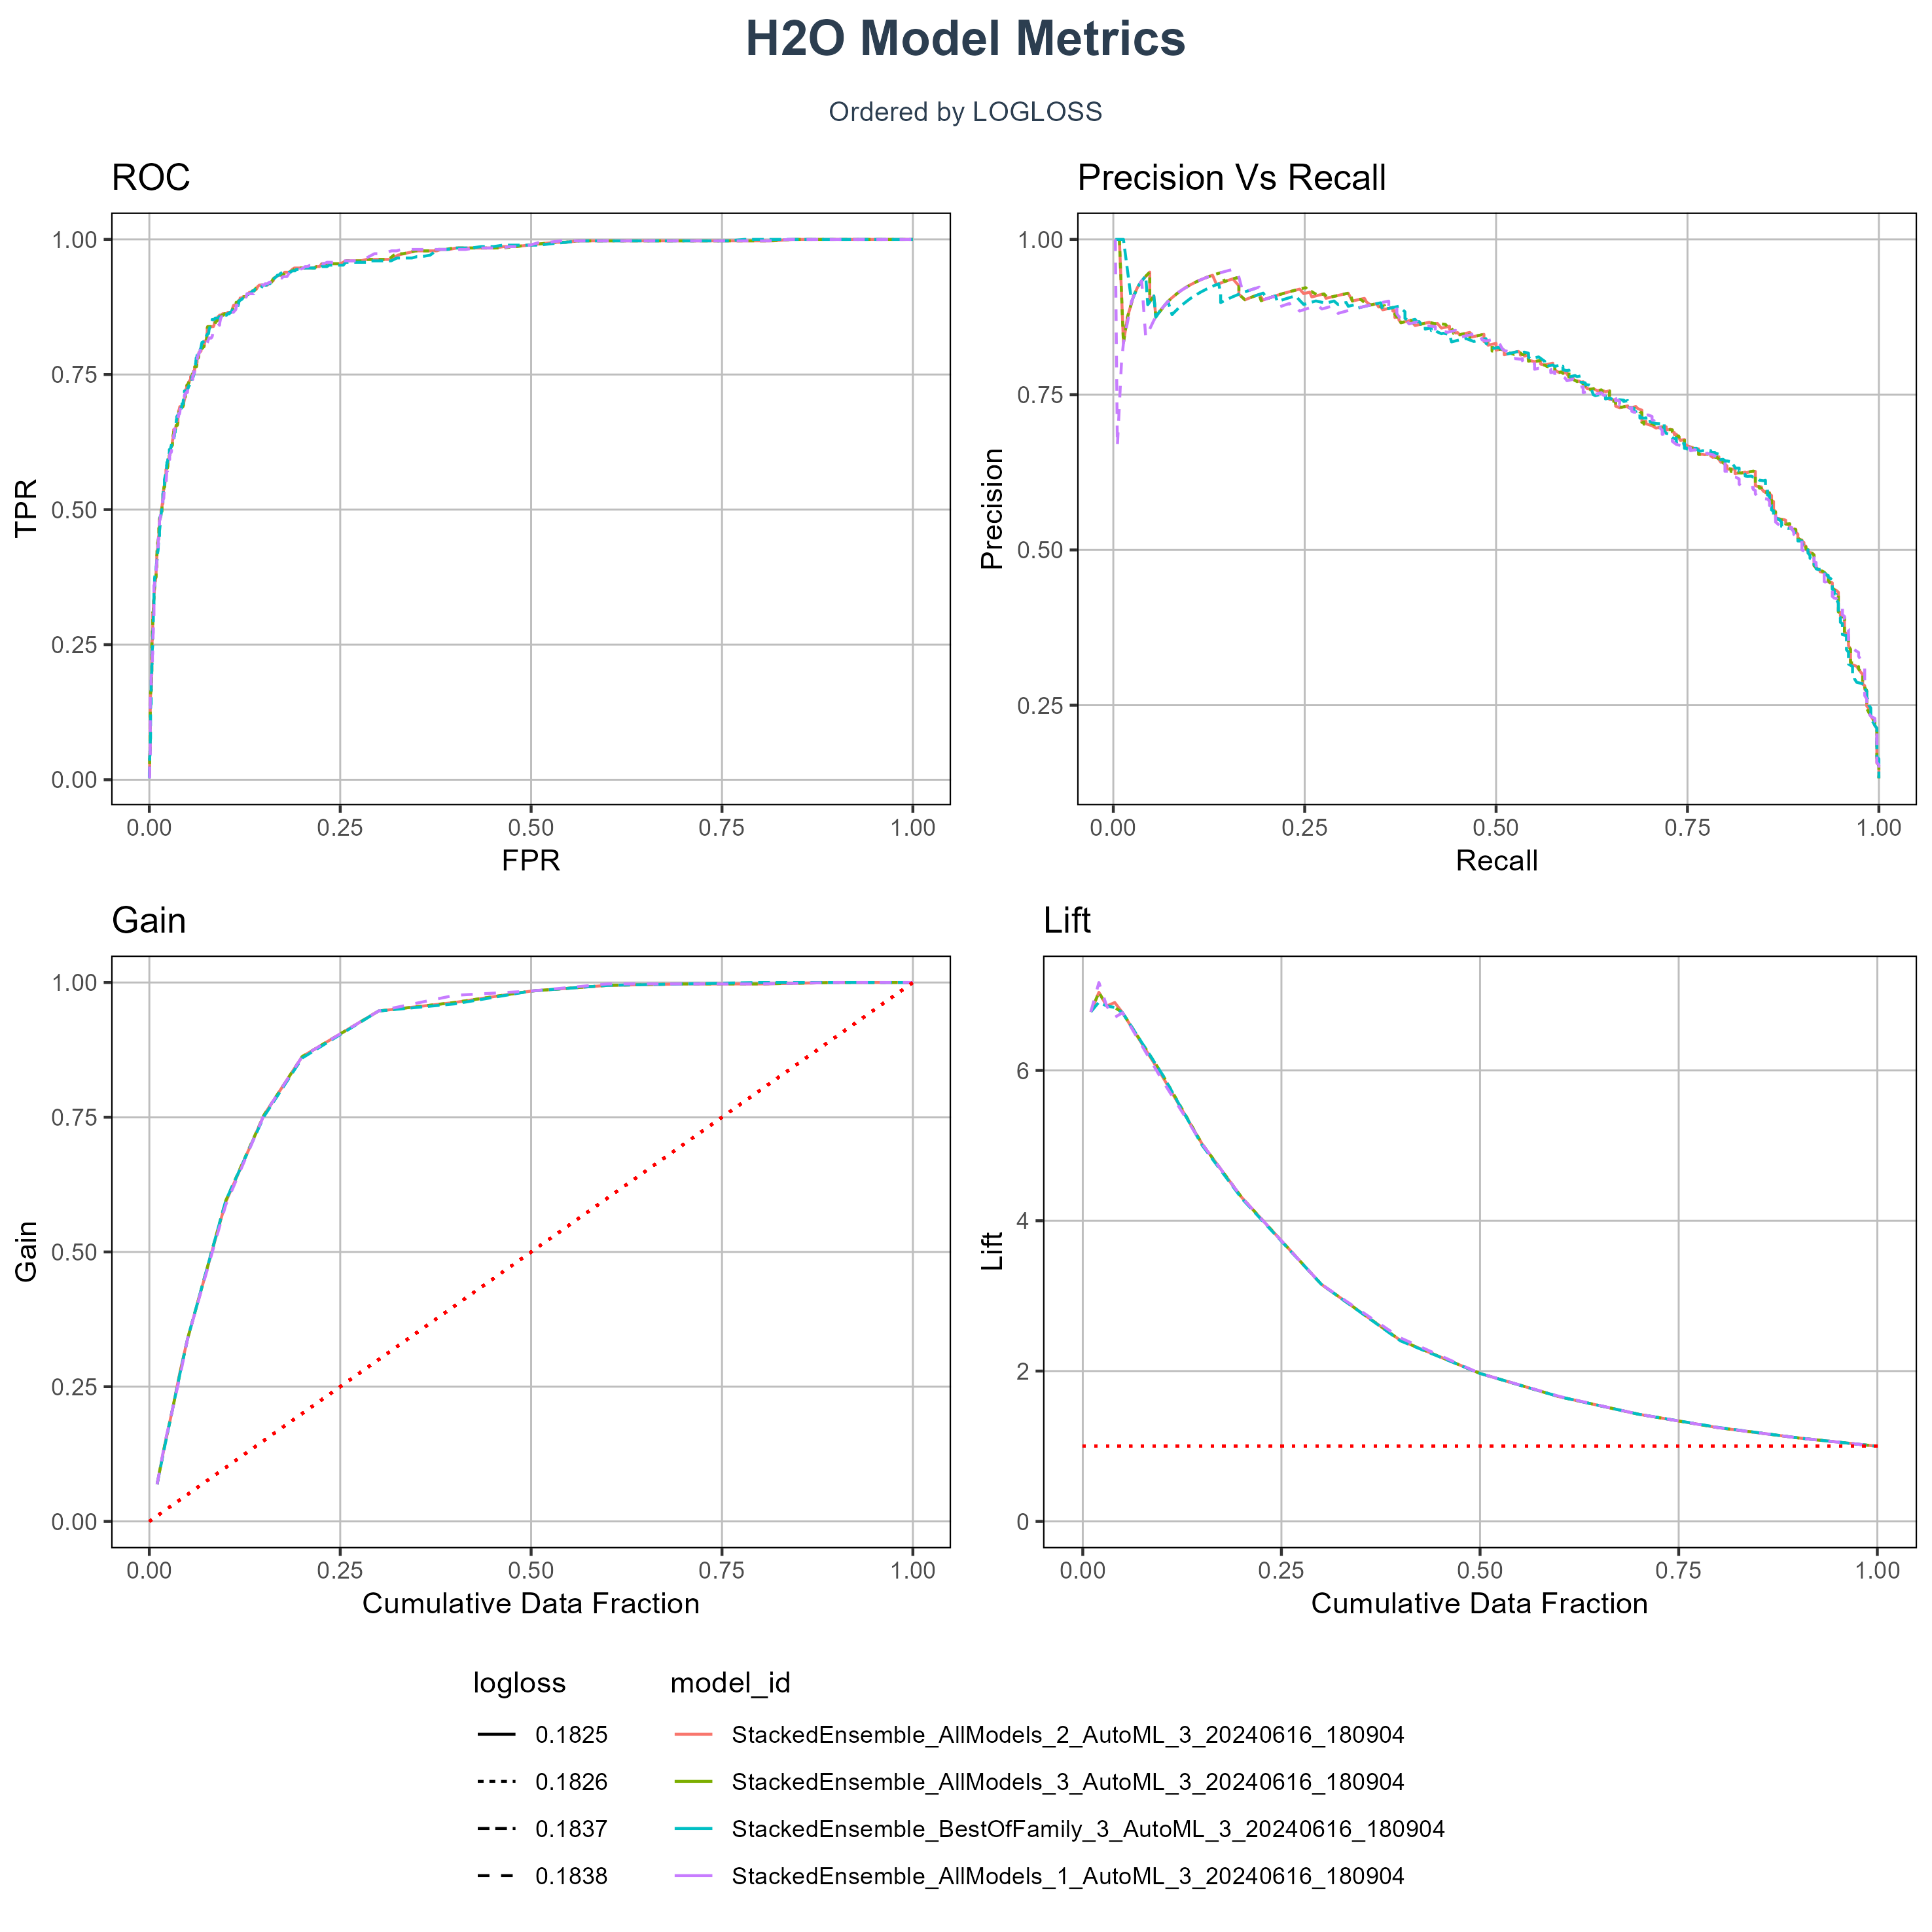 H2O Model Metrics
Ordered by LOGLOSS
ROC
1.00
0.75
0.50
0.25
0.00
TPR
0.00 0.25 0.50 0.75 1.00
FPR
Precision Vs Recall
1.00
0.75
0.50
0.25
Precision
0.00 0.25 0.50 0.75 1.00
Recall
Gain
1.00
0.75
0.50
0.25
0.00
Gain
0.00 0.25 0.50 0.75 1.00
Cumulative Data Fraction
Lift
6
4
2
0
Lift
0.00 0.25 0.50 0.75 1.00
Cumulative Data Fraction
logloss
0.1825
0.1826
0.1837
0.1838
model_id
StackedEnsemble_AllModels_2_AutoML_3_20240616_180904
StackedEnsemble_AllModels_3_AutoML_3_20240616_180904
StackedEnsemble_BestOfFamily_3_AutoML_3_20240616_180904
StackedEnsemble_AllModels_1_AutoML_3_20240616_180904